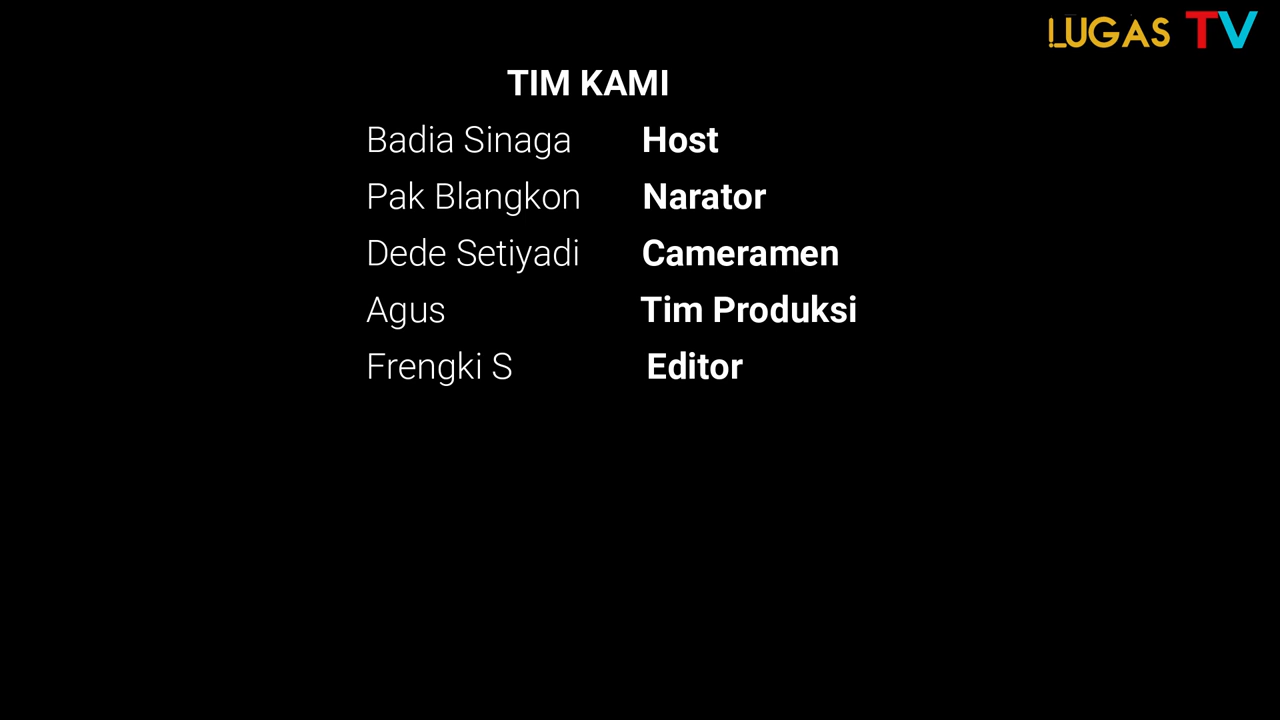 LUGAS TV
TIM KAMI
Badia Sinaga Host
Pak Blangkon Narator
Dede Setiyadi Cameramen
Agus Tim Produksi
Frengki S Editor